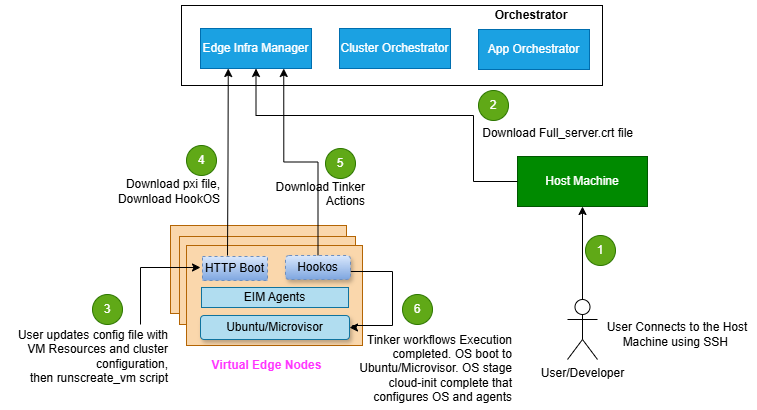 Orchestrator
Edge Infra Manager
Cluster Orchestrator
App Orchestrator
2
Download Full_server.crt file
4
5
Download pxi file,
Download HookOS
Download Tinker
Actions
Host Machine
1
HTTP Boot
Hookos
EIM Agents
Ubuntu/Microvisor
3
6
User updates config file with
VM Resources and cluster
configuration,
then runscreate_vm script
Virtual Edge Nodes
Tinker workflows Execution
completed. OS boot to
Ubuntu/Microvisor. OS stage
cloud-init complete that
configures OS and agents
User Connects to the Host
Machine using SSH
User/Developer